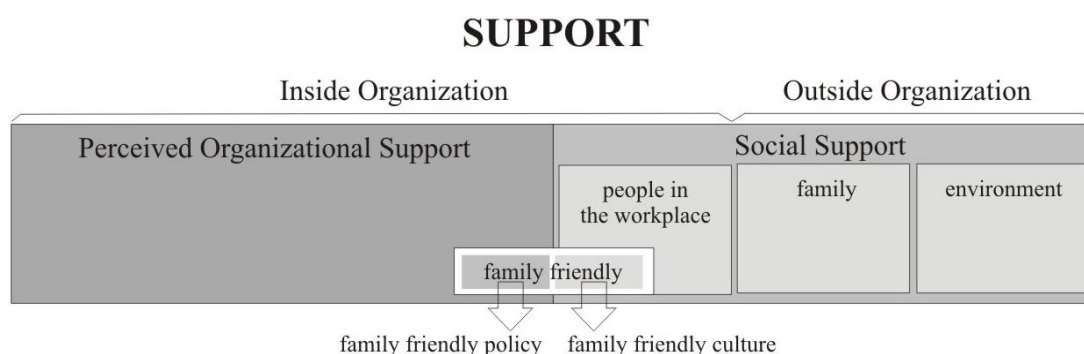 SUPPORT
Inside Organization
Outside Organization
Perceived Organizational Support
Social Support
people in
the workplace
family
environment
family friendly
family friendly policy
family friendly culture